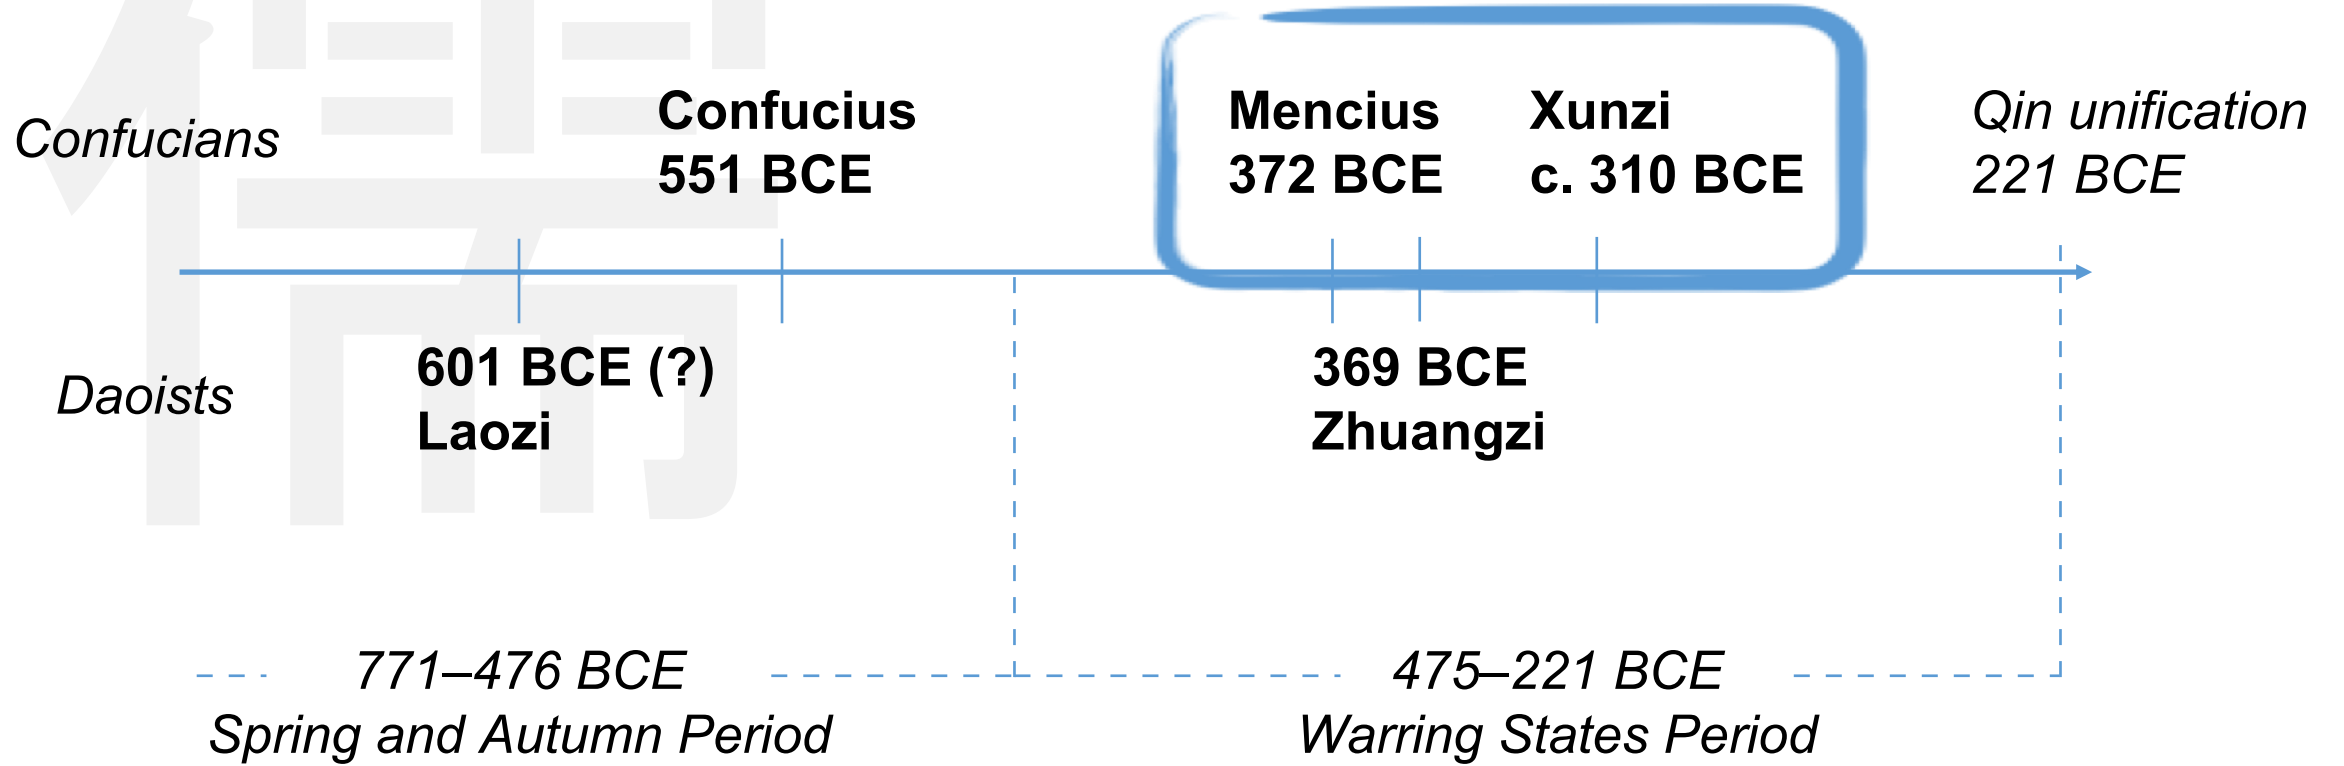 儒
Confucians
Confucius
551 BCE
Mencius
372 BCE
Xunzi
c. 310 BCE
Qin unification
221 BCE
Daoists
601 BCE (?)
Laozi
369 BCE
Zhuangzi
771–476 BCE
Spring and Autumn Period
475–221 BCE
Warring States Period